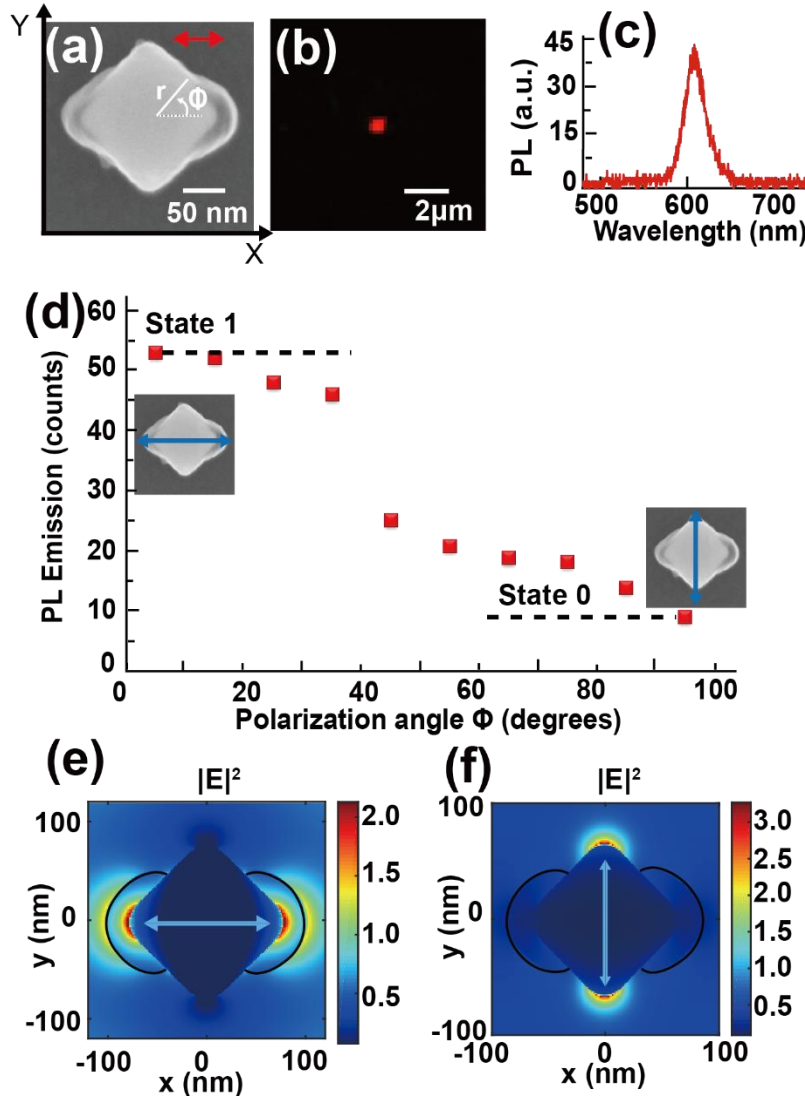 Y
(a)
r
Φ
50 nm
X
(b)
2µm
(c)
45
30
15
0
PL (a.u.)
500 600 700
Wavelength (nm)
(d)
60
50
40
30
20
10
0
PL Emission (counts)
State 1
State 0
0 20 40 60 80 100
Polarization angle Φ (degrees)
(e)
|E|²
100
0
-100
y (nm)
-100 0 100
x (nm)
2.0
1.5
1.0
0.5
(f)
|E|²
100
0
-100
y (nm)
-100 0 100
x (nm)
3.0
2.5
2.0
1.5
1.0
0.5